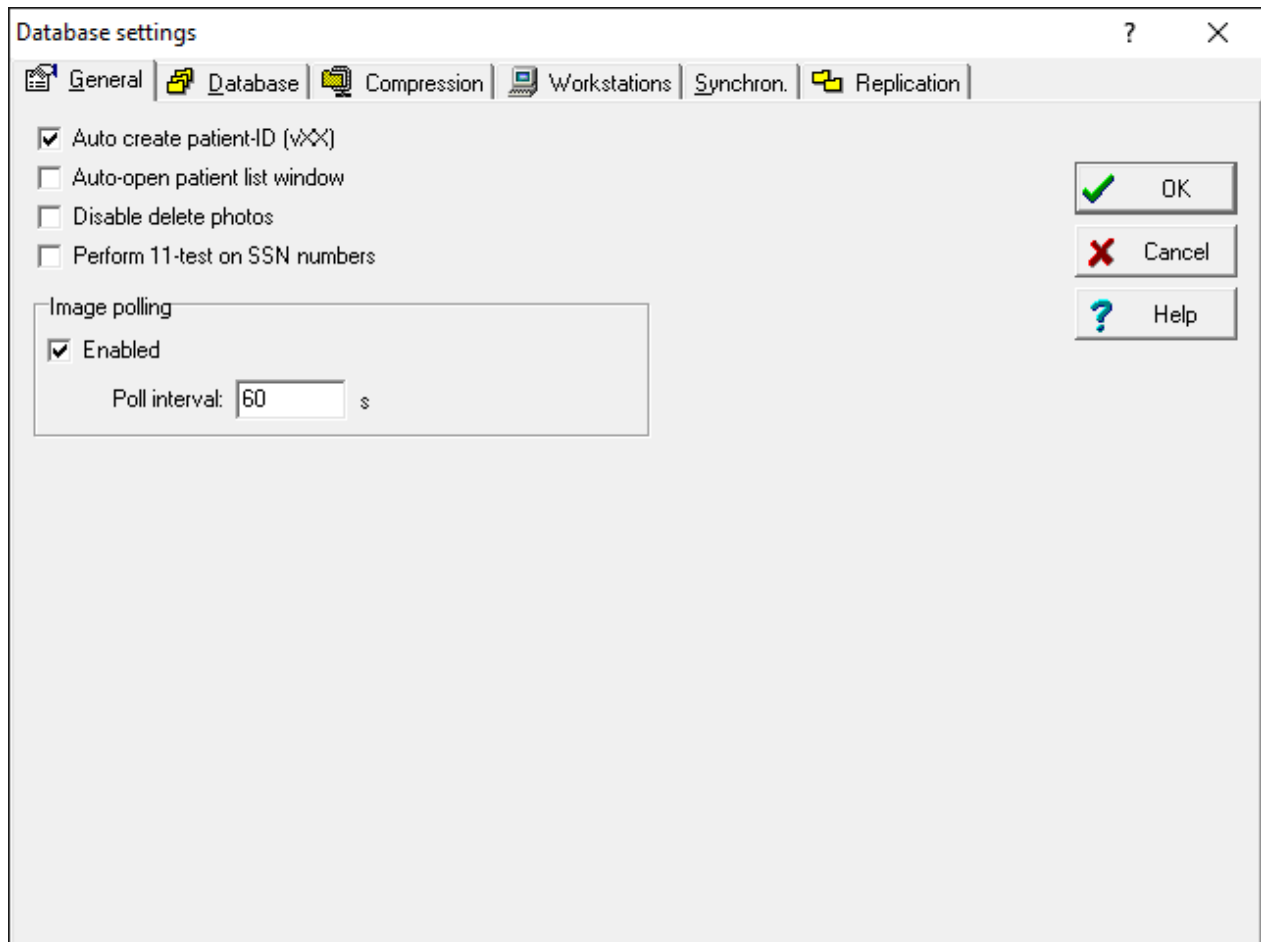 Database settings
General Database Compression Workstations Synchron. Replication
Auto create patient-ID (vXX)
Auto-open patient list window
Disable delete photos
Perform 11-test on SSN numbers
OK
Cancel
Help
Image polling
Enabled
Poll interval: 60 s